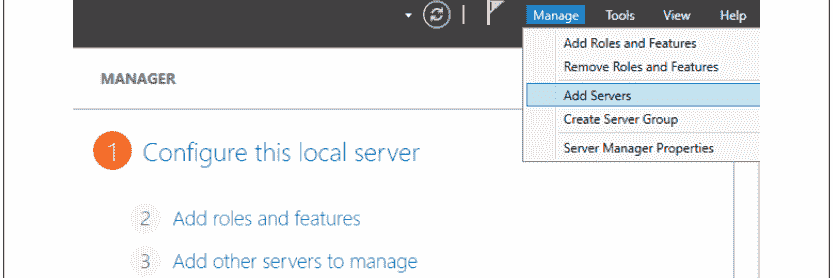 Manage Tools View Help
Add Roles and Features
Remove Roles and Features
Add Servers
Create Server Group
Server Manager Properties
MANAGER
1 Configure this local server
2 Add roles and features
3 Add other servers to manage